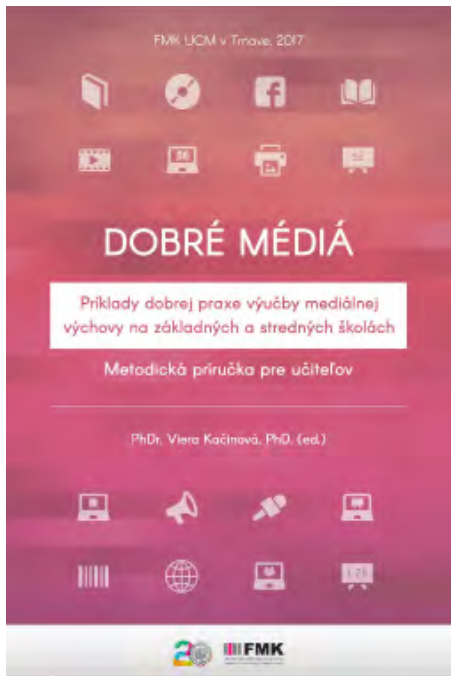 FMK UCM v Trnave, 2017
DOBRÉ MÉDIÁ
Príklady dobrej praxe výučby mediálnej
výchovy na základných a stredných školách
Metodická príručka pre učiteľov
PhDr. Viera Kačinová, PhD. (ed.)
FMK